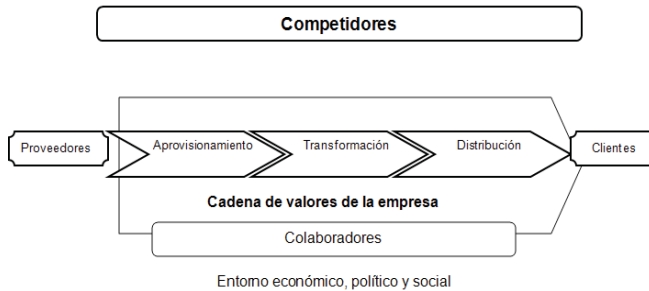 Competidores
Proveedores
Aprovisionamiento
Transformación
Distribución
Clientes
Cadena de valores de la empresa
Colaboradores
Entorno económico, político y social